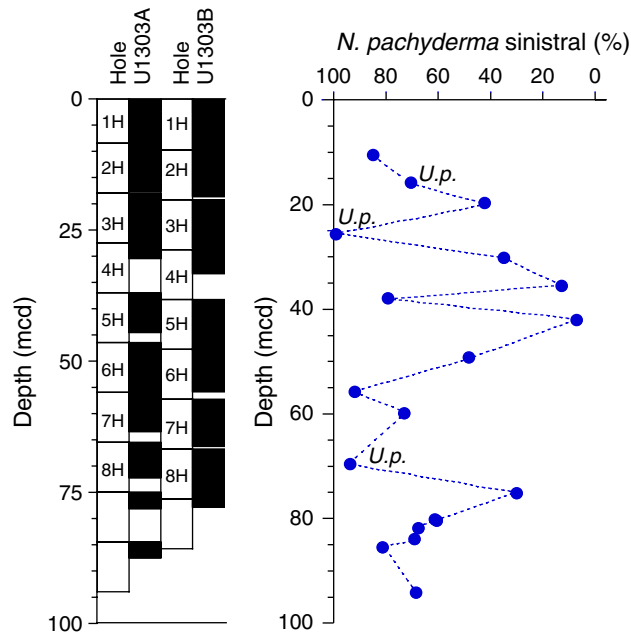 Hole
U1303A
Hole
U1303B
0
25
50
75
100
Depth (mcd)
1H
2H
3H
4H
5H
6H
7H
8H
1H
2H
3H
4H
5H
6H
7H
8H
N. pachyderma sinistral (%)
100 80 60 40 20 0
0
20
40
60
80
100
Depth (mcd)
U.p.
U.p.
U.p.